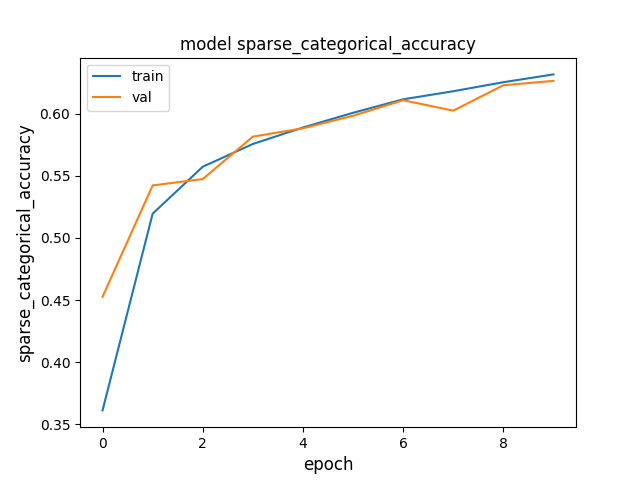 model sparse_categorical_accuracy
train
val
sparse_categorical_accuracy
0.60
0.55
0.50
0.45
0.40
0.35
0
2
4
6
8
epoch